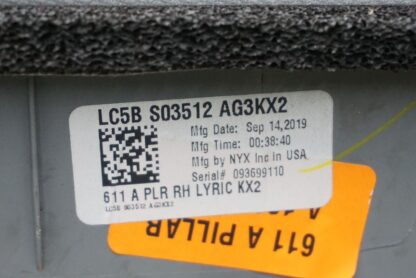 LC5B S03512 AG3KX2
Mfg Date: Sep 14,2019
Mfg Time: 00:38:40
Mfg by NYX Inc in USA
Serial# 093699110
611 A PLR RH LYRIC KX2
LC5B S03512 AG3KX2
611 A PILLAR